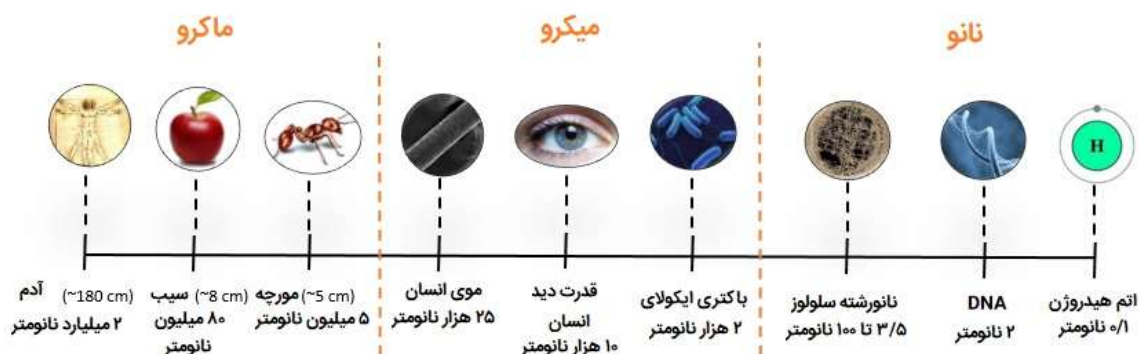 نانو
میکرو
ماکرو
H
اتم هیدروژن
۰/۱ نانومتر
DNA
۲ نانومتر
نانورشته سلولوز
۳/۵ تا ۱۰۰ نانومتر
باکتری ایکولای
۲ هزار نانومتر
قدرت دید
انسان
۱۰ هزار نانومتر
موی انسان
۲۵ هزار نانومتر
مورچه (~5 cm)
۵ میلیون نانومتر
سیب (~8 cm)
۸۰ میلیون
نانومتر
آدم (~180 cm)
۲ میلیارد نانومتر